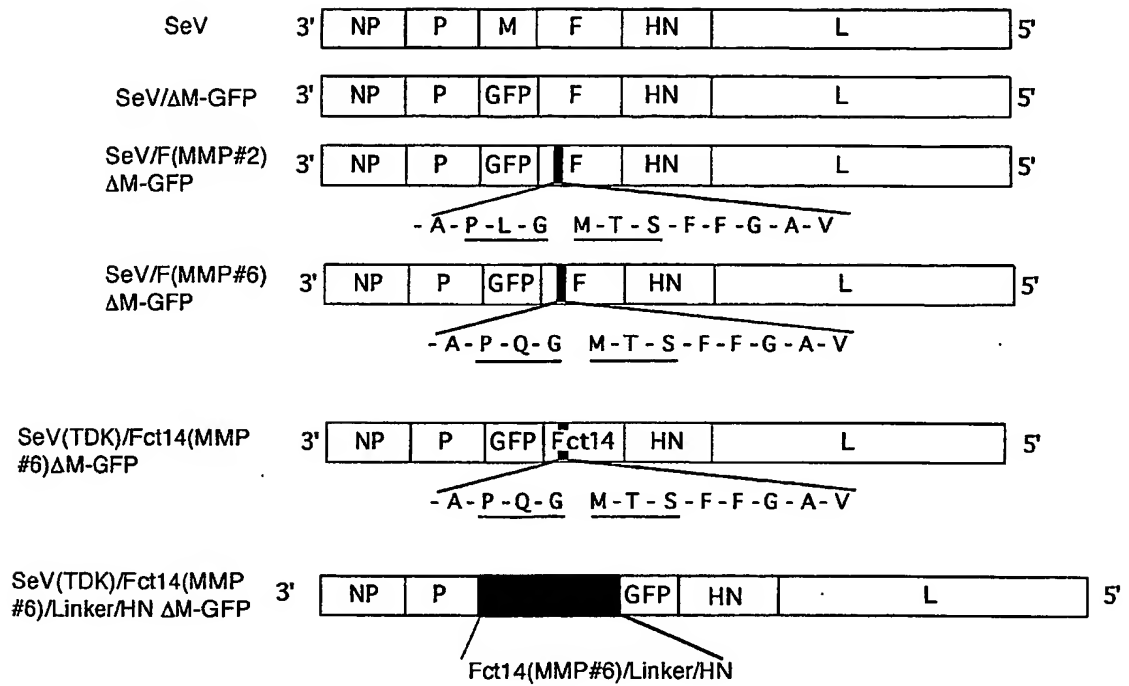 SeV 3' NP P M F HN L 5'
SeV/ΔM-GFP 3' NP P GFP F HN L 5'
SeV/F(MMP#2)
ΔM-GFP
3' NP P GFP F HN L 5'
- A - P - L - G M - T - S - F - F - G - A - V
SeV/F(MMP#6)
ΔM-GFP
3' NP P GFP F HN L 5'
- A - P - Q - G M - T - S - F - F - G - A - V
SeV(TDK)/Fct14(MMP
#6)ΔM-GFP
3' NP P GFP Fct14 HN L 5'
- A - P - Q - G M - T - S - F - F - G - A - V
SeV(TDK)/Fct14(MMP
#6)/Linker/HN ΔM-GFP
3' NP P GFP HN L 5'
Fct14(MMP#6)/Linker/HN